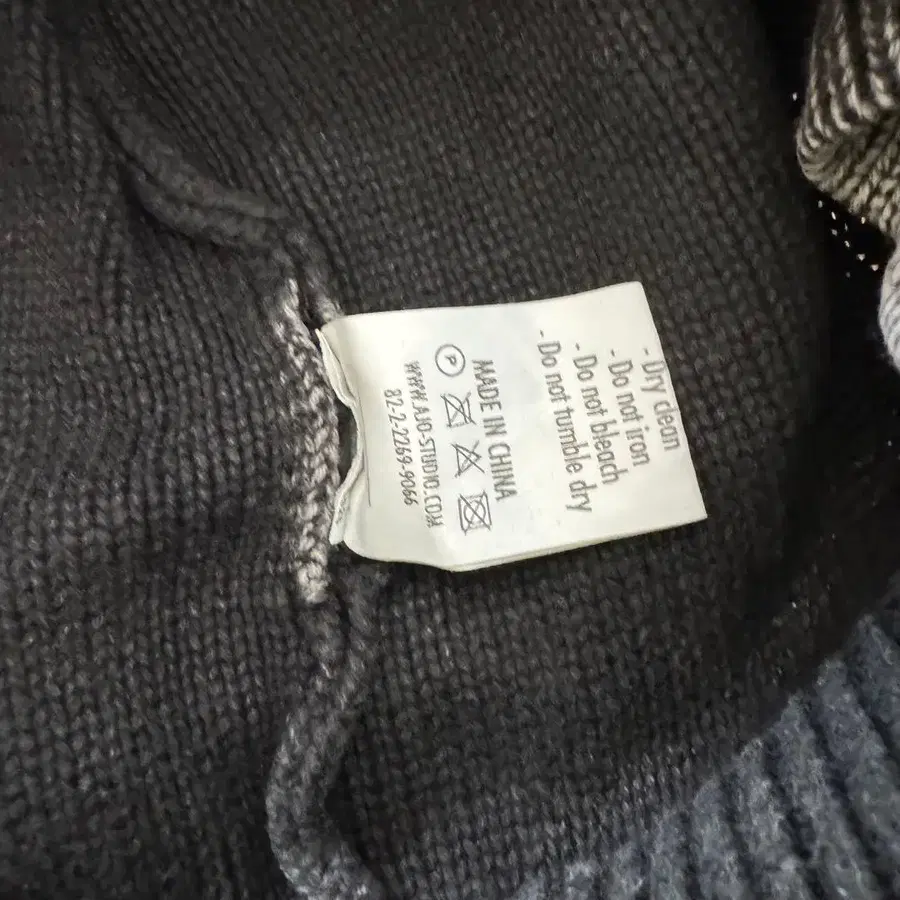 - Dry clean
- Do not iron
- Do not bleach
- Do not tumble dry
MADE IN CHINA
P
WWW.AJO-STUDIO.COM
82-2-2269-9066